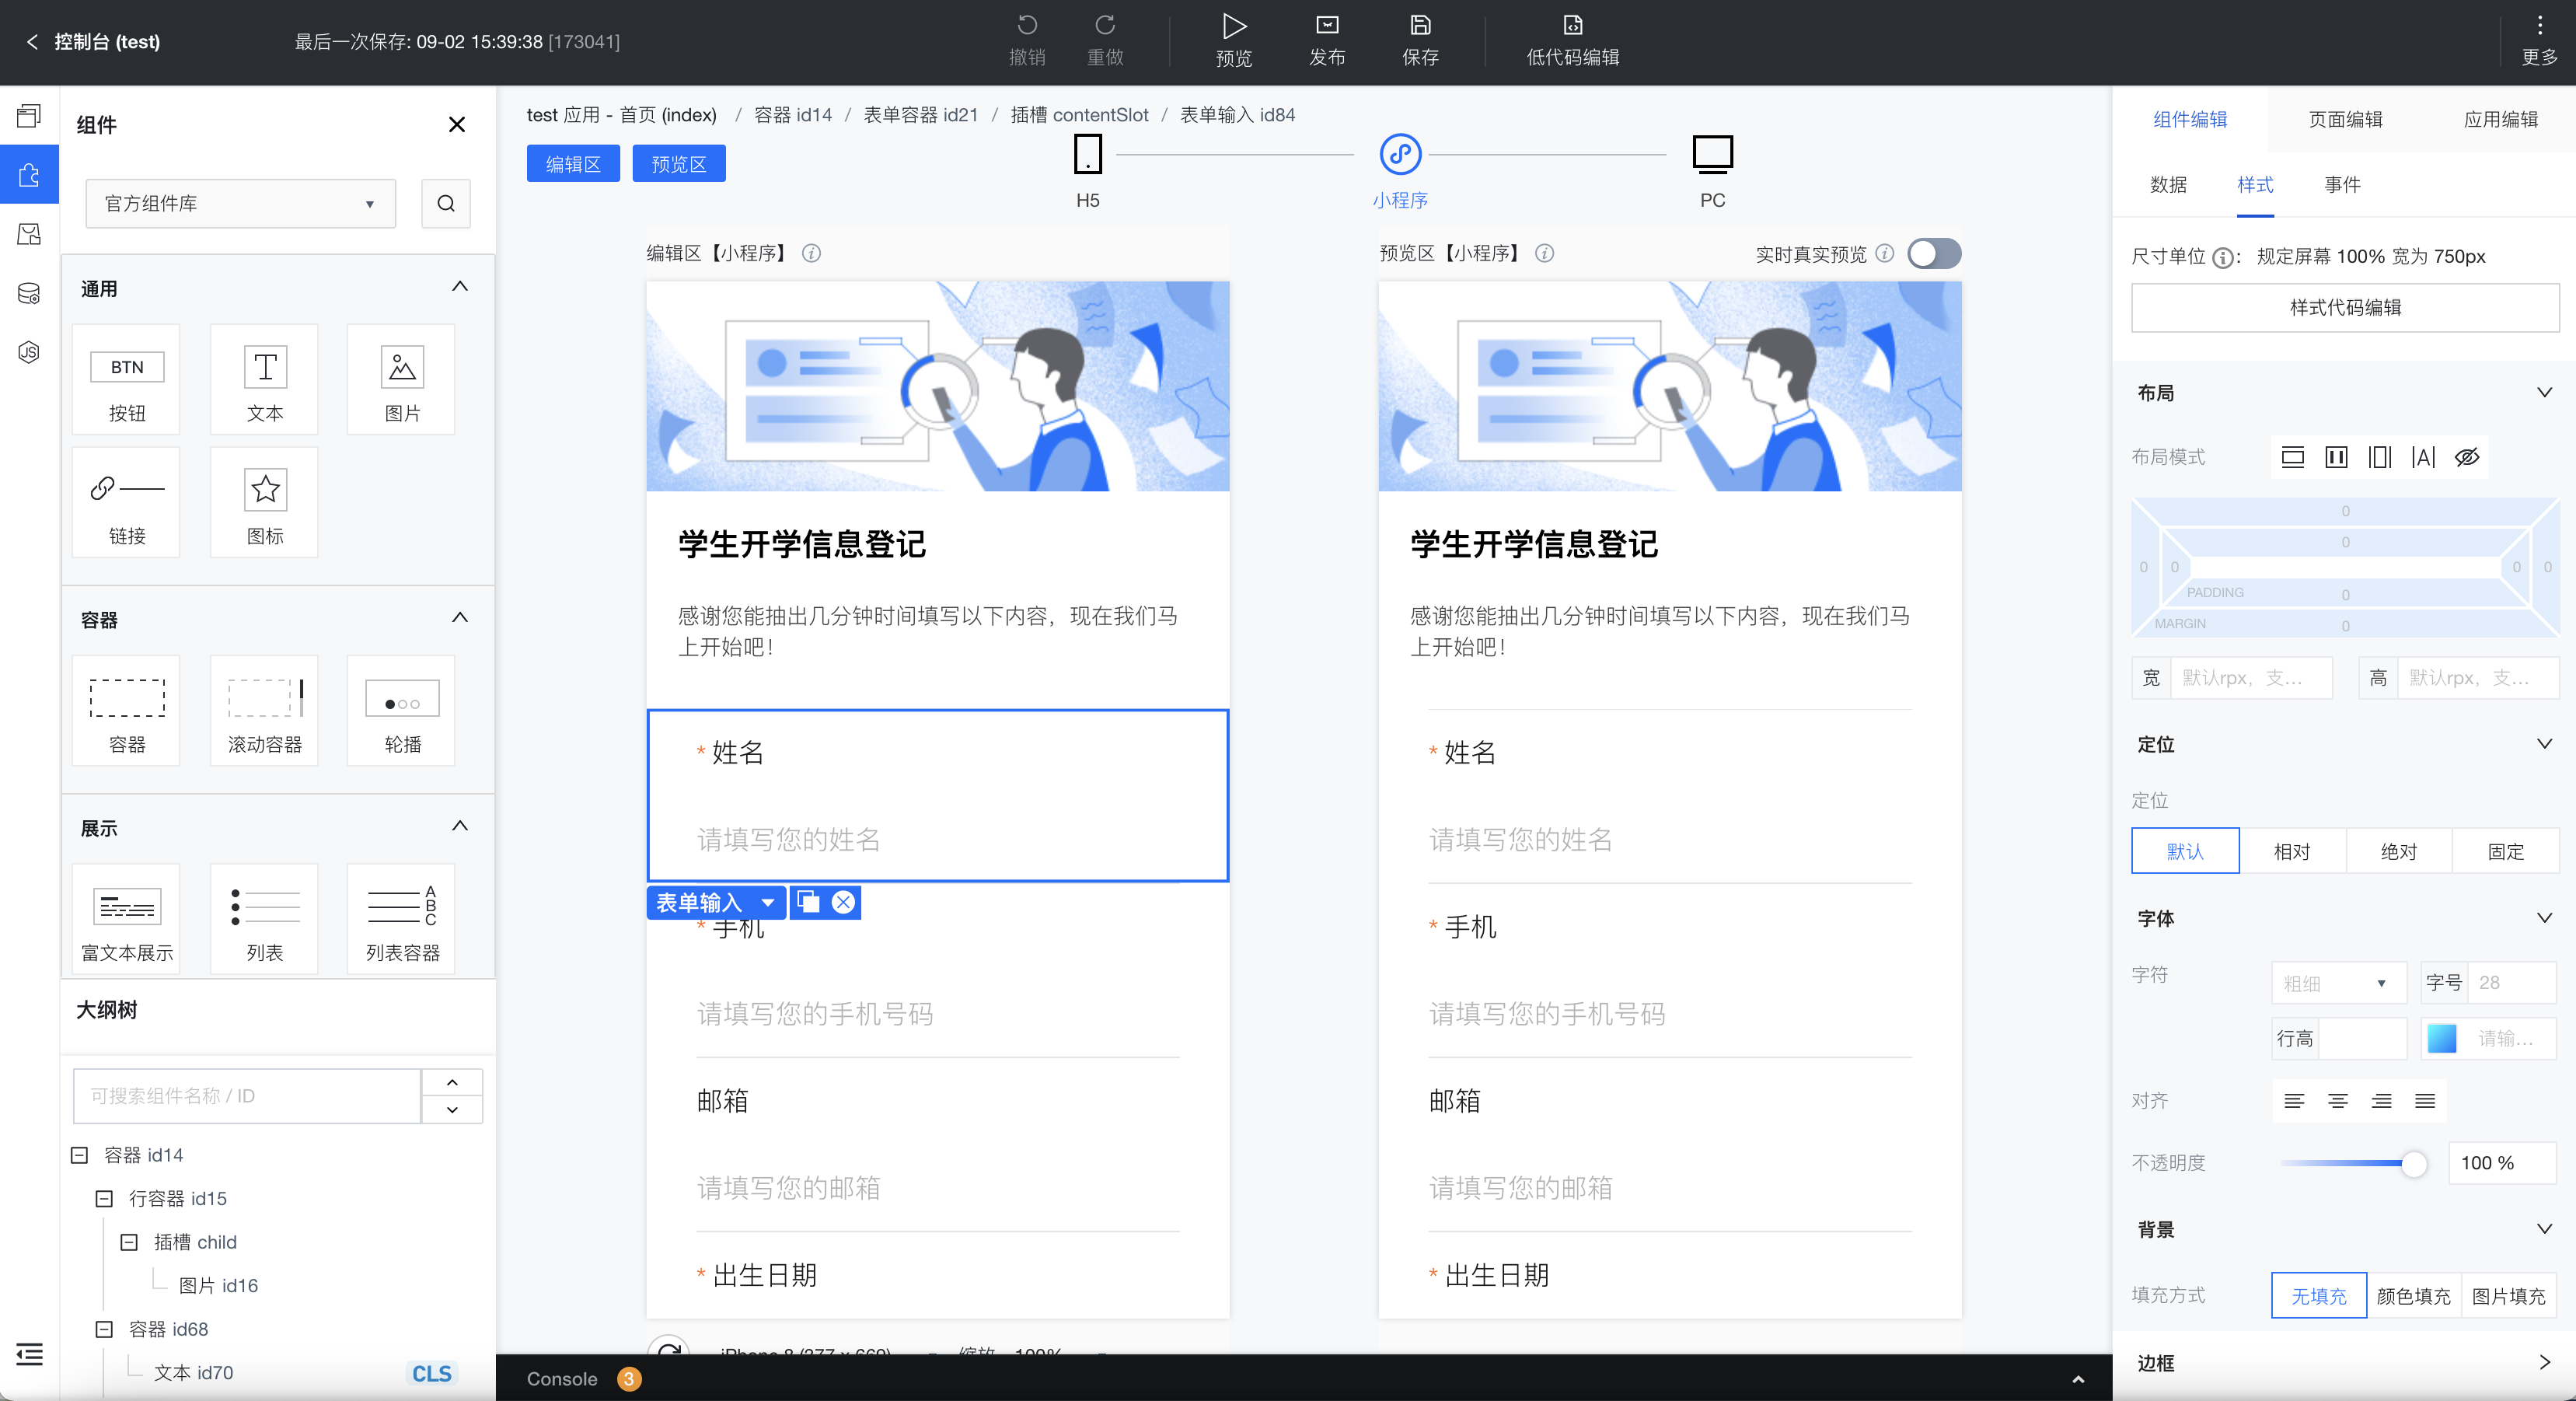 控制台 (test)
最后一次保存: 09-02 15:39:38 [173041]
撤销
重做
预览
发布
保存
低代码编辑
更多
组件
官方组件库
通用
BTN
按钮
文本
图片
链接
图标
容器
容器
滚动容器
轮播
展示
富文本展示
列表
A
B
C
列表容器
大纲树
可搜索组件名称 / ID
容器 id14
行容器 id15
插槽 child
图片 id16
容器 id68
文本 id70
CLS
JS
test 应用 - 首页 (index) / 容器 id14 / 表单容器 id21 / 插槽 contentSlot / 表单输入 id84
编辑区
预览区
H5
小程序
PC
编辑区【小程序】
学生开学信息登记
感谢您能抽出几分钟时间填写以下内容，现在我们马
上开始吧！
* 姓名
请填写您的姓名
表单输入
* 手机
请填写您的手机号码
邮箱
请填写您的邮箱
* 出生日期
iPhone 8 (377 x 669)
缩放
100%
预览区【小程序】
实时真实预览
学生开学信息登记
感谢您能抽出几分钟时间填写以下内容，现在我们马
上开始吧！
* 姓名
请填写您的姓名
* 手机
请填写您的手机号码
邮箱
请填写您的邮箱
* 出生日期
Console 3
组件编辑
页面编辑
应用编辑
数据
样式
事件
尺寸单位 : 规定屏幕 100% 宽为 750px
样式代码编辑
布局
布局模式
|A|
0
0
0 0 0 0
PADDING 0
MARGIN 0
宽 默认rpx，支...
高 默认rpx，支...
定位
定位
默认
相对
绝对
固定
字体
字符
粗细
字号 28
行高
请输...
对齐
不透明度
100 %
背景
填充方式
无填充
颜色填充
图片填充
边框